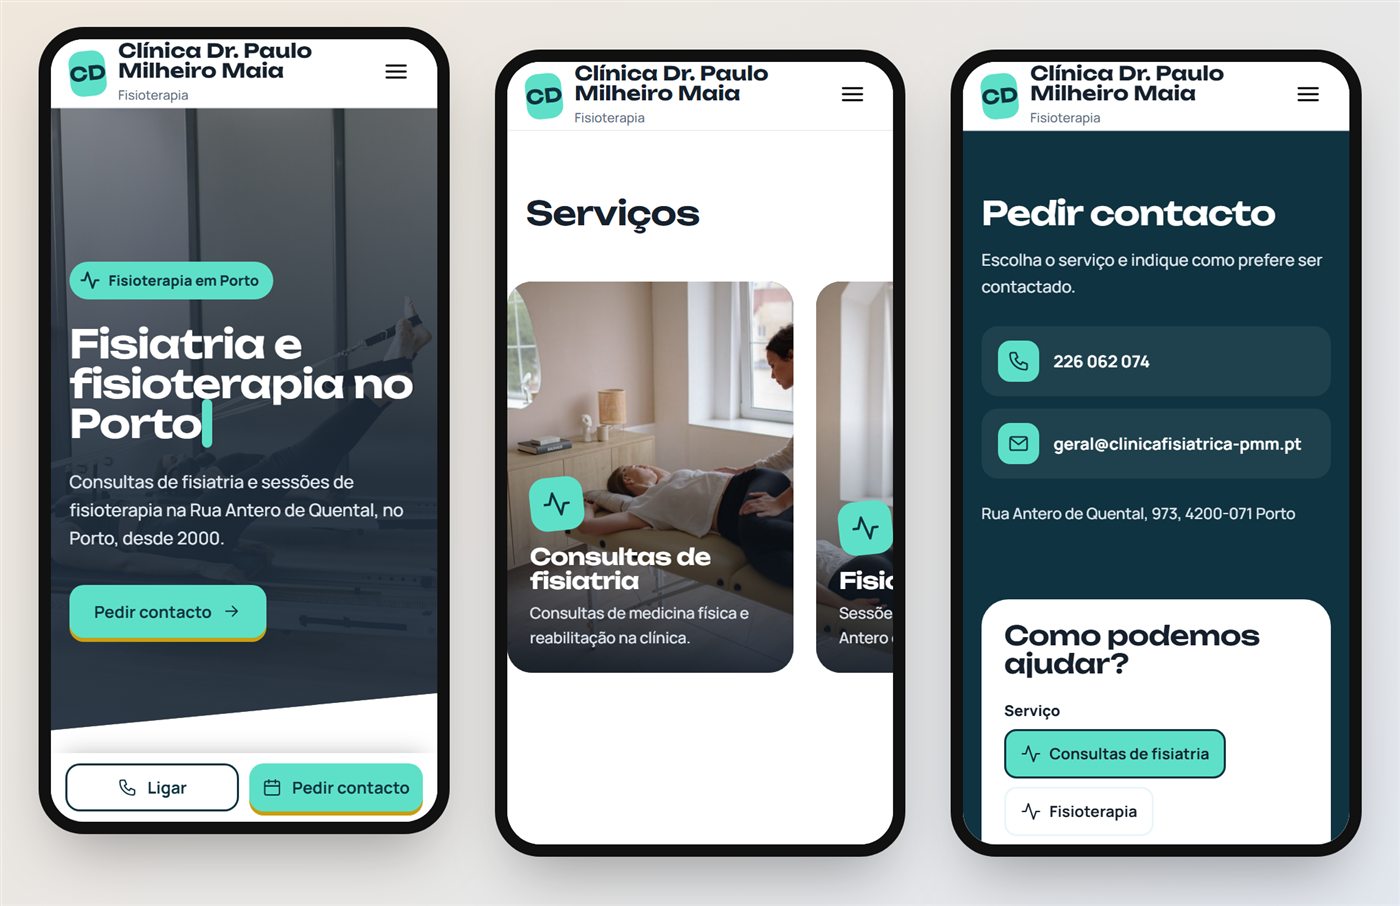 CD
Clínica Dr. Paulo
Milheiro Maia
Fisioterapia
Fisioterapia em Porto
Fisiatria e
fisioterapia no
Porto
Consultas de fisiatria e sessões de
fisioterapia na Rua Antero de Quental, no
Porto, desde 2000.
Pedir contacto
Ligar
Pedir contacto
CD
Clínica Dr. Paulo
Milheiro Maia
Fisioterapia
Serviços
Consultas de
fisiatria
Consultas de medicina física e
reabilitação na clínica.
Fisic
Sessõe
Antero
CD
Clínica Dr. Paulo
Milheiro Maia
Fisioterapia
Pedir contacto
Escolha o serviço e indique como prefere ser
contactado.
226 062 074
geral@clinicafisiatrica-pmm.pt
Rua Antero de Quental, 973, 4200-071 Porto
Como podemos
ajudar?
Serviço
Consultas de fisiatria
Fisioterapia